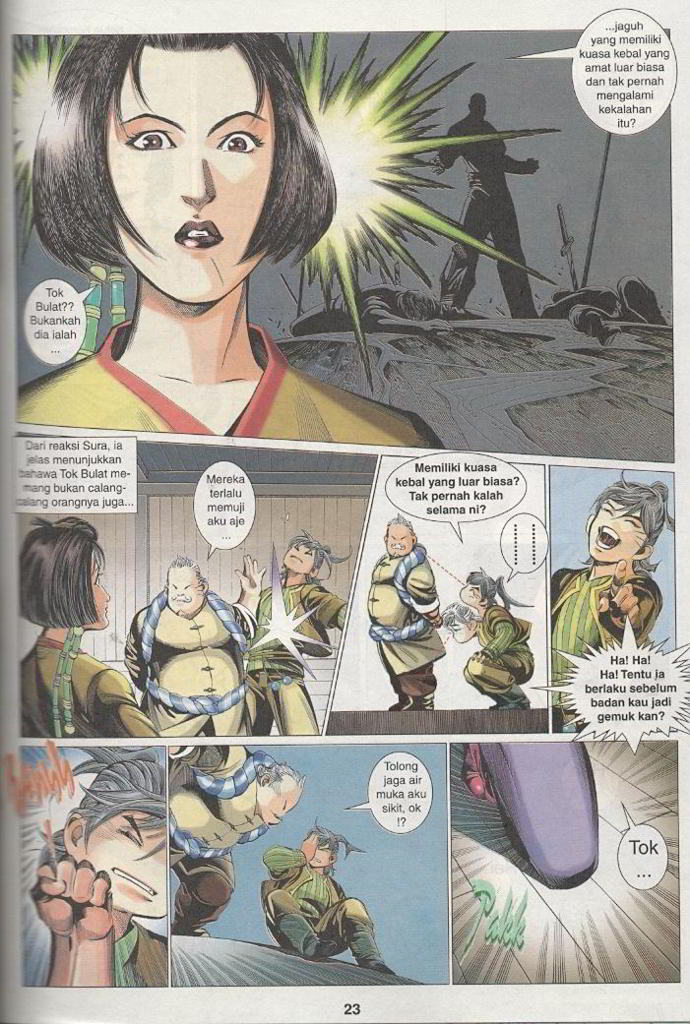 ...jaguh
yang memiliki
kuasa kebal yang
amat luar biasa
dan tak pernah
mengalami
kekalahan
itu?
Tok
Bulat??
Bukankah
dia ialah
...
Dari reaksi Sura, ia
jelas menunjukkan
bahawa Tok Bulat me-
mang bukan calang-
calang orangnya juga...
Mereka
terlalu
memuji
aku aje
...
Memiliki kuasa
kebal yang luar biasa?
Tak pernah kalah
selama ni?
Ha! Ha!
Ha! Tentu ia
berlaku sebelum
badan kau jadi
gemuk kan?
Tolong
jaga air
muka aku
sikit, ok
!?
Tok
...
Pakk
23